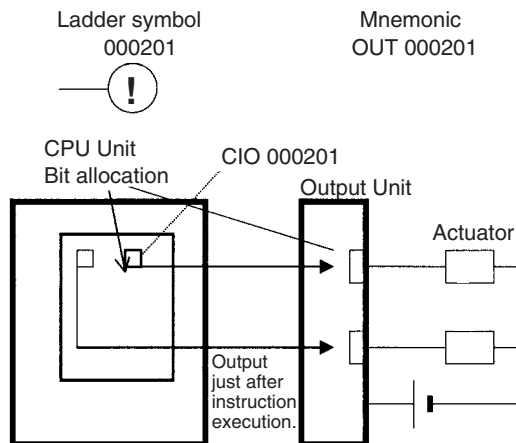 Ladder symbol
000201
Mnemonic
OUT 000201
!
CPU Unit
Bit allocation
CIO 000201
Output Unit
Actuator
Output
just after
instruction
execution.